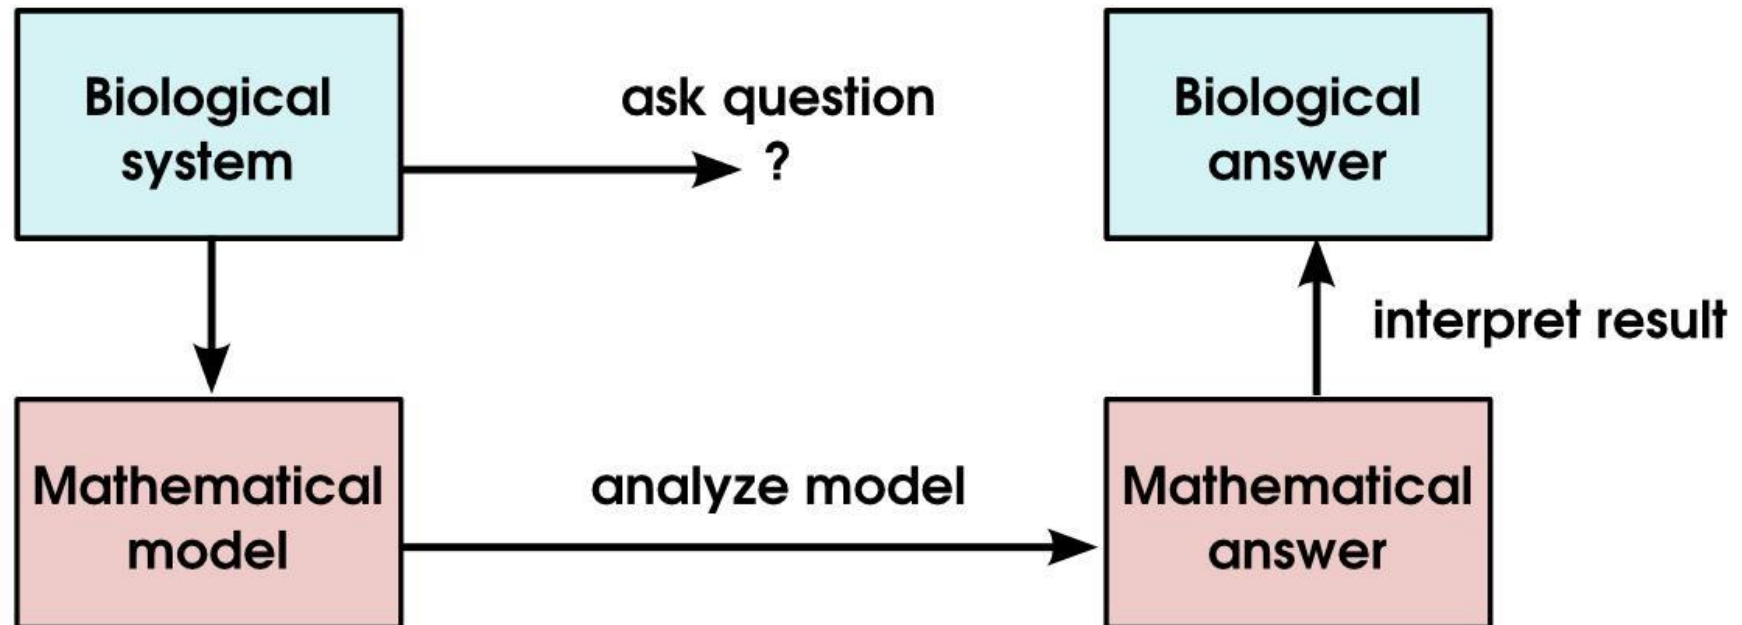 Biological
system
ask question
?
Biological
answer
interpret result
Mathematical
model
analyze model
Mathematical
answer